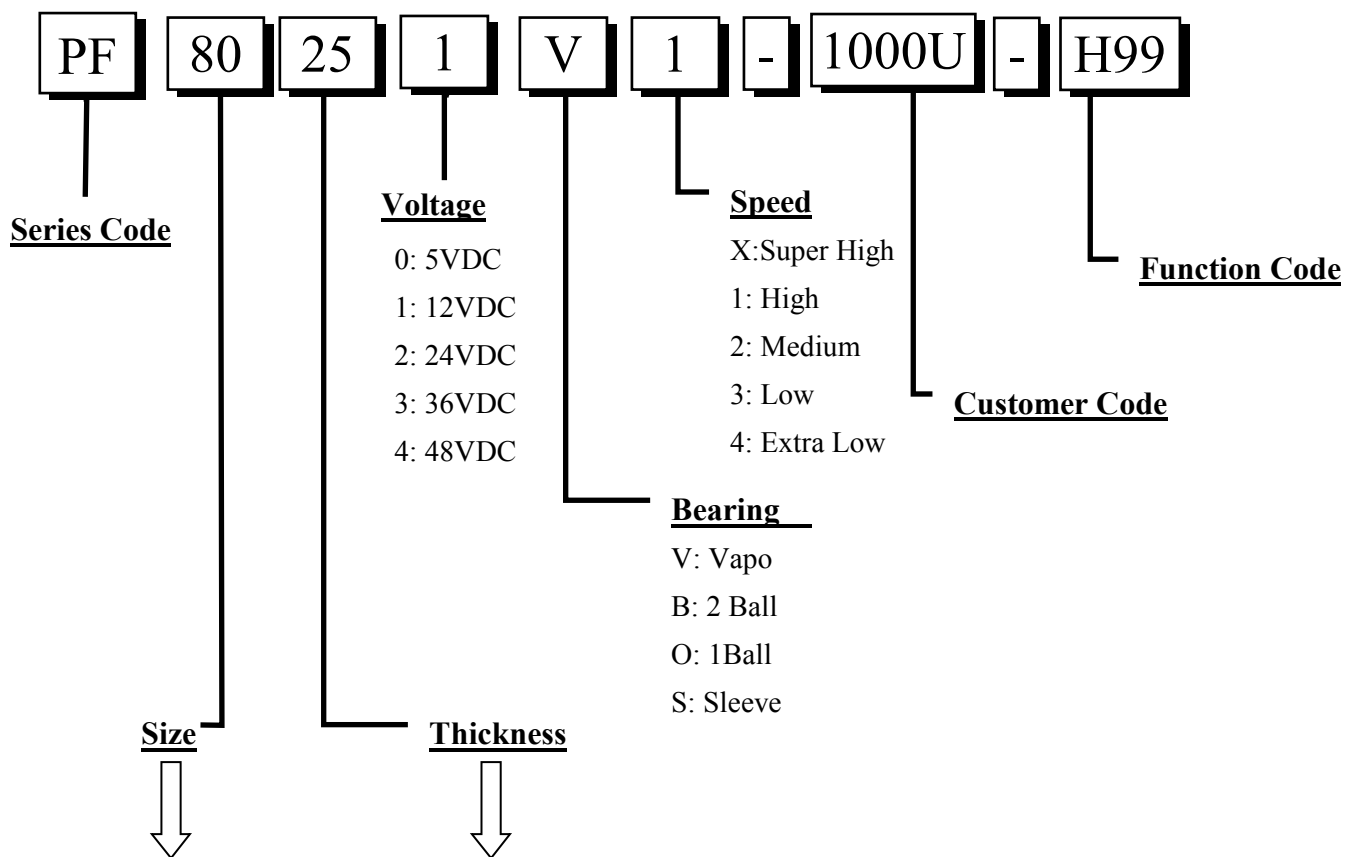 PF 80 25 1 V 1 - 1000U - H99
Series Code
Voltage
0: 5VDC
1: 12VDC
2: 24VDC
3: 36VDC
4: 48VDC
Speed
X:Super High
1: High
2: Medium
3: Low
4: Extra Low
Function Code
Customer Code
Bearing
V: Vapo
B: 2 Ball
O: 1Ball
S: Sleeve
Size
Thickness